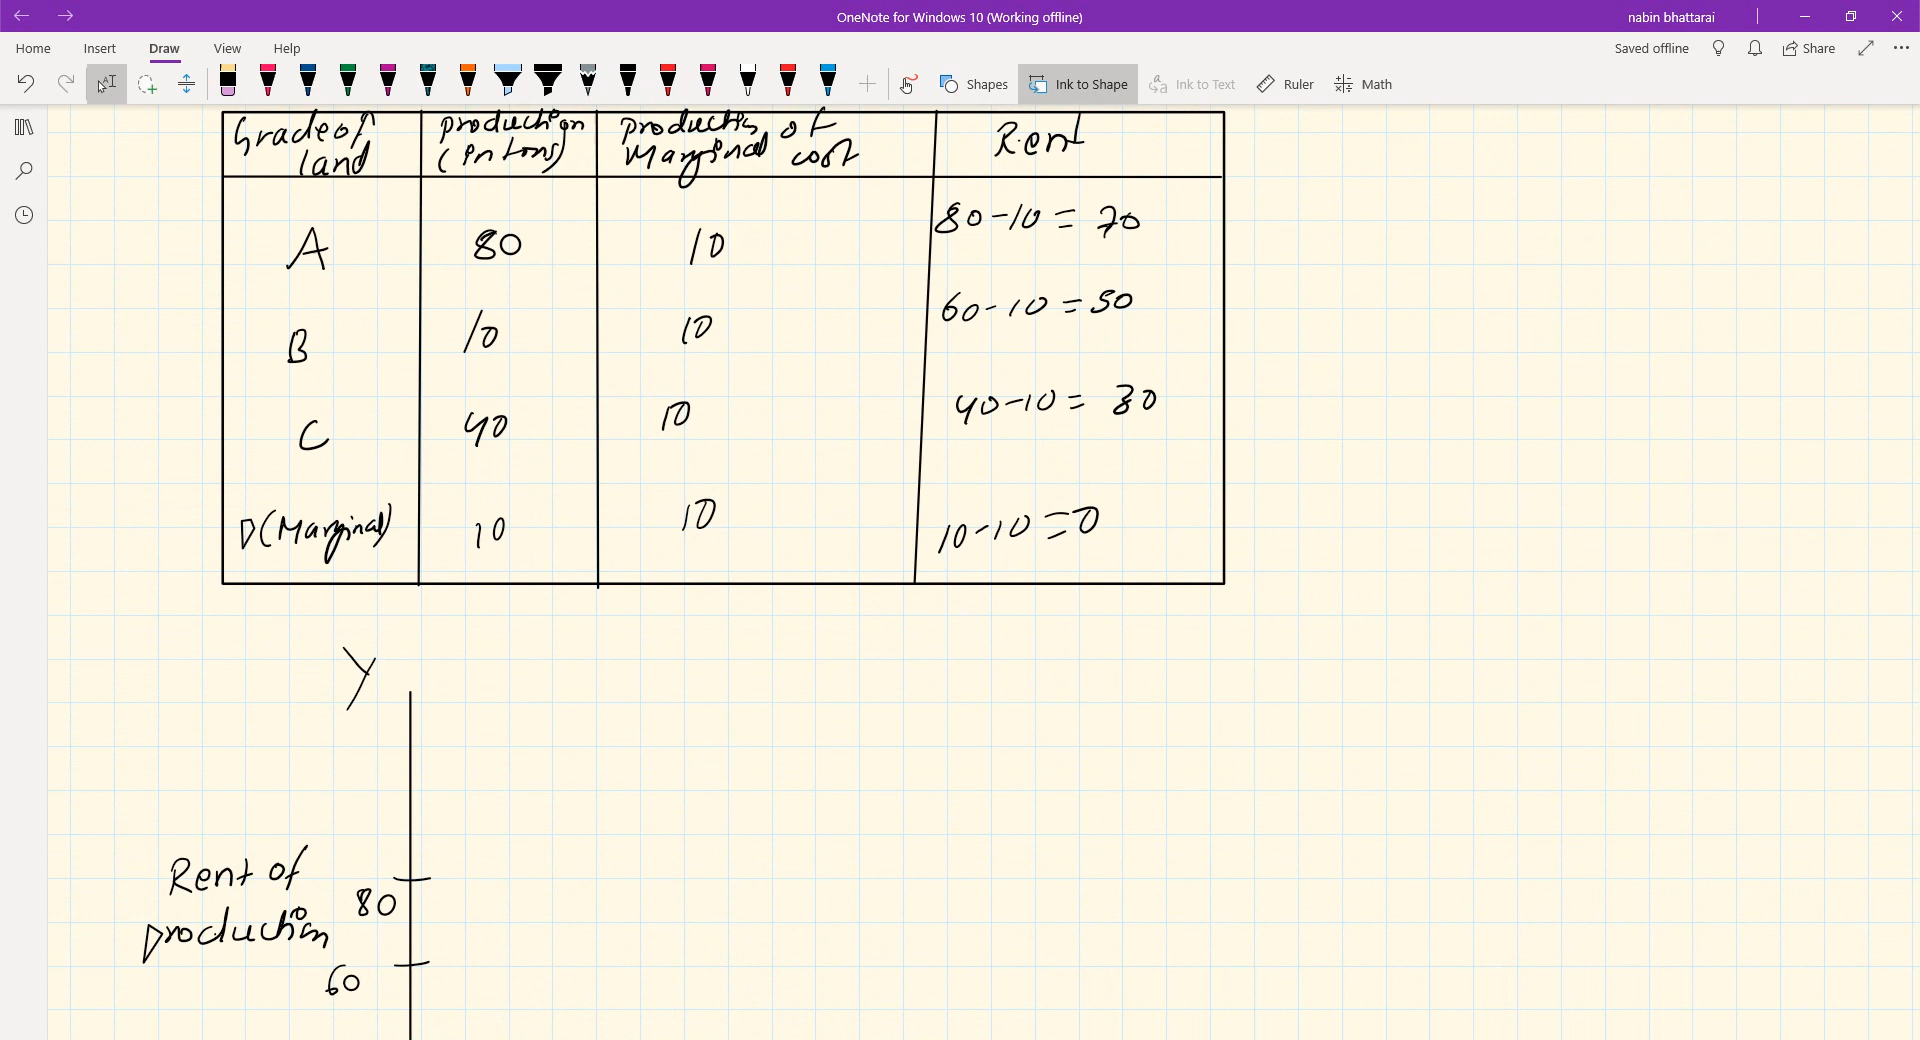 OneNote for Windows 10 (Working offline)
nabin bhattarai
Home Insert Draw View Help
Saved offline
Share
Shapes
Ink to Shape
Ink to Text
Ruler
Math
Grade of land
production (in tons)
production of Marginal cost
Rent
A 80 10 80-10 = 70
B 10 10 60-10 = 50
C 40 10 40-10 = 30
D (Marginal) 10 10 10-10 = 0
Y
Rent of
production
80
60